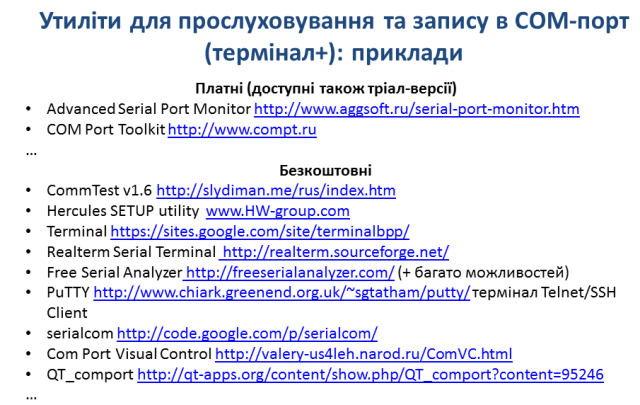 Утиліти для прослуховування та запису в COM-порт
(термінал+): приклади
Платні (доступні також тріал-версії)
• Advanced Serial Port Monitor http://www.aggsoft.ru/serial-port-monitor.htm
• COM Port Toolkit http://www.compt.ru
...
Безкоштовні
• CommTest v1.6 http://slydiman.me/rus/index.htm
• Hercules SETUP utility www.HW-group.com
• Terminal https://sites.google.com/site/terminalbpp/
• Realterm Serial Terminal http://realterm.sourceforge.net/
• Free Serial Analyzer http://freeserialanalyzer.com/ (+ багато можливостей)
• PuTTY http://www.chiark.greenend.org.uk/~sgtatham/putty/ термінал Telnet/SSH
Client
• serialcom http://code.google.com/p/serialcom/
• Com Port Visual Control http://valery-us4leh.narod.ru/ComVC.html
• QT_comport http://qt-apps.org/content/show.php/QT_comport?content=95246
...